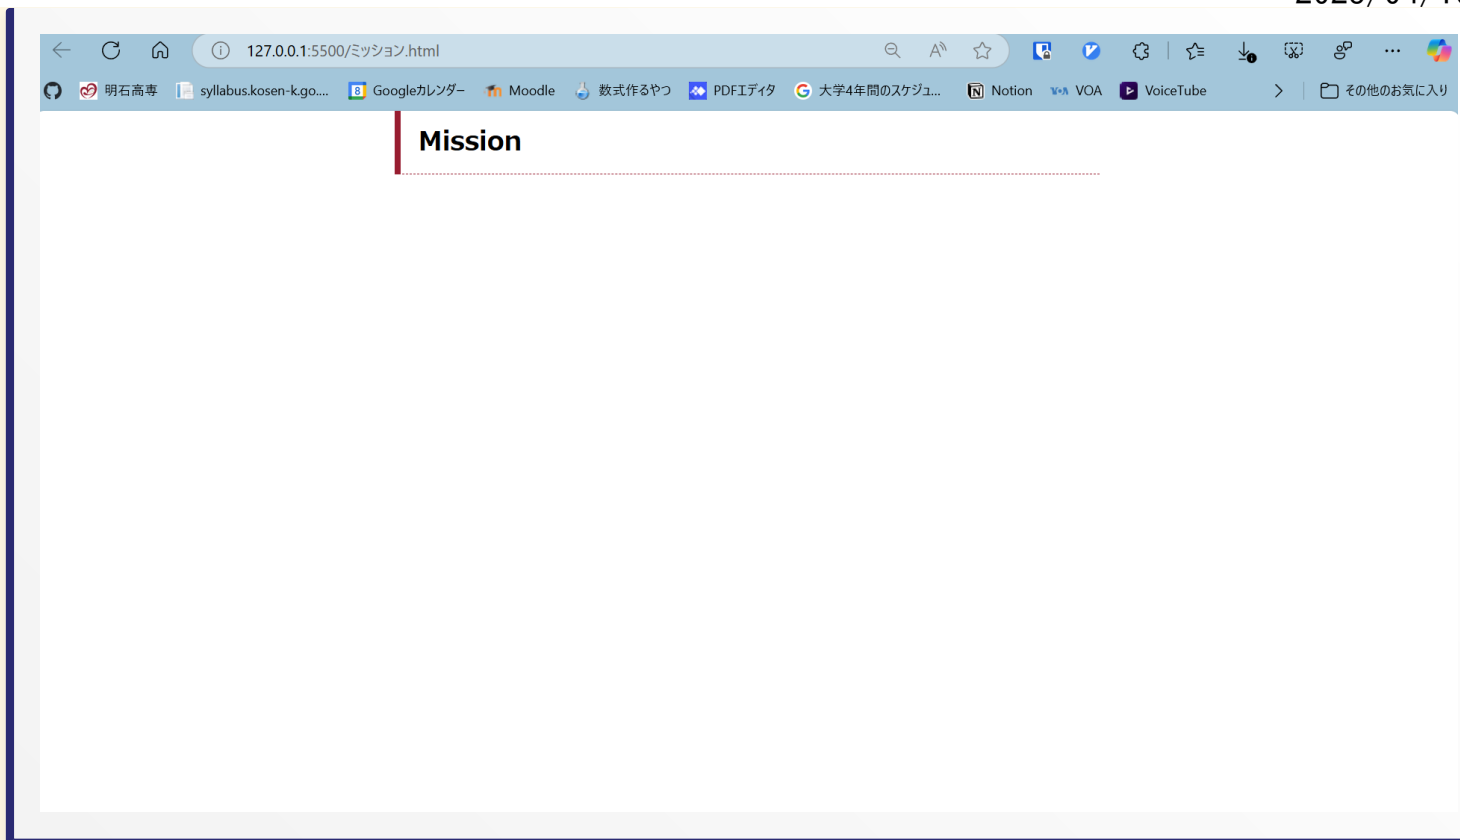 127.0.0.1:5500/ミッション.html
明石高専 syllabus.kosen-k.go.... Googleカレンダー Moodle 数式作るやつ PDFエディタ 大学4年間のスケジュ... Notion VOA VoiceTube その他のお気に入り
Mission